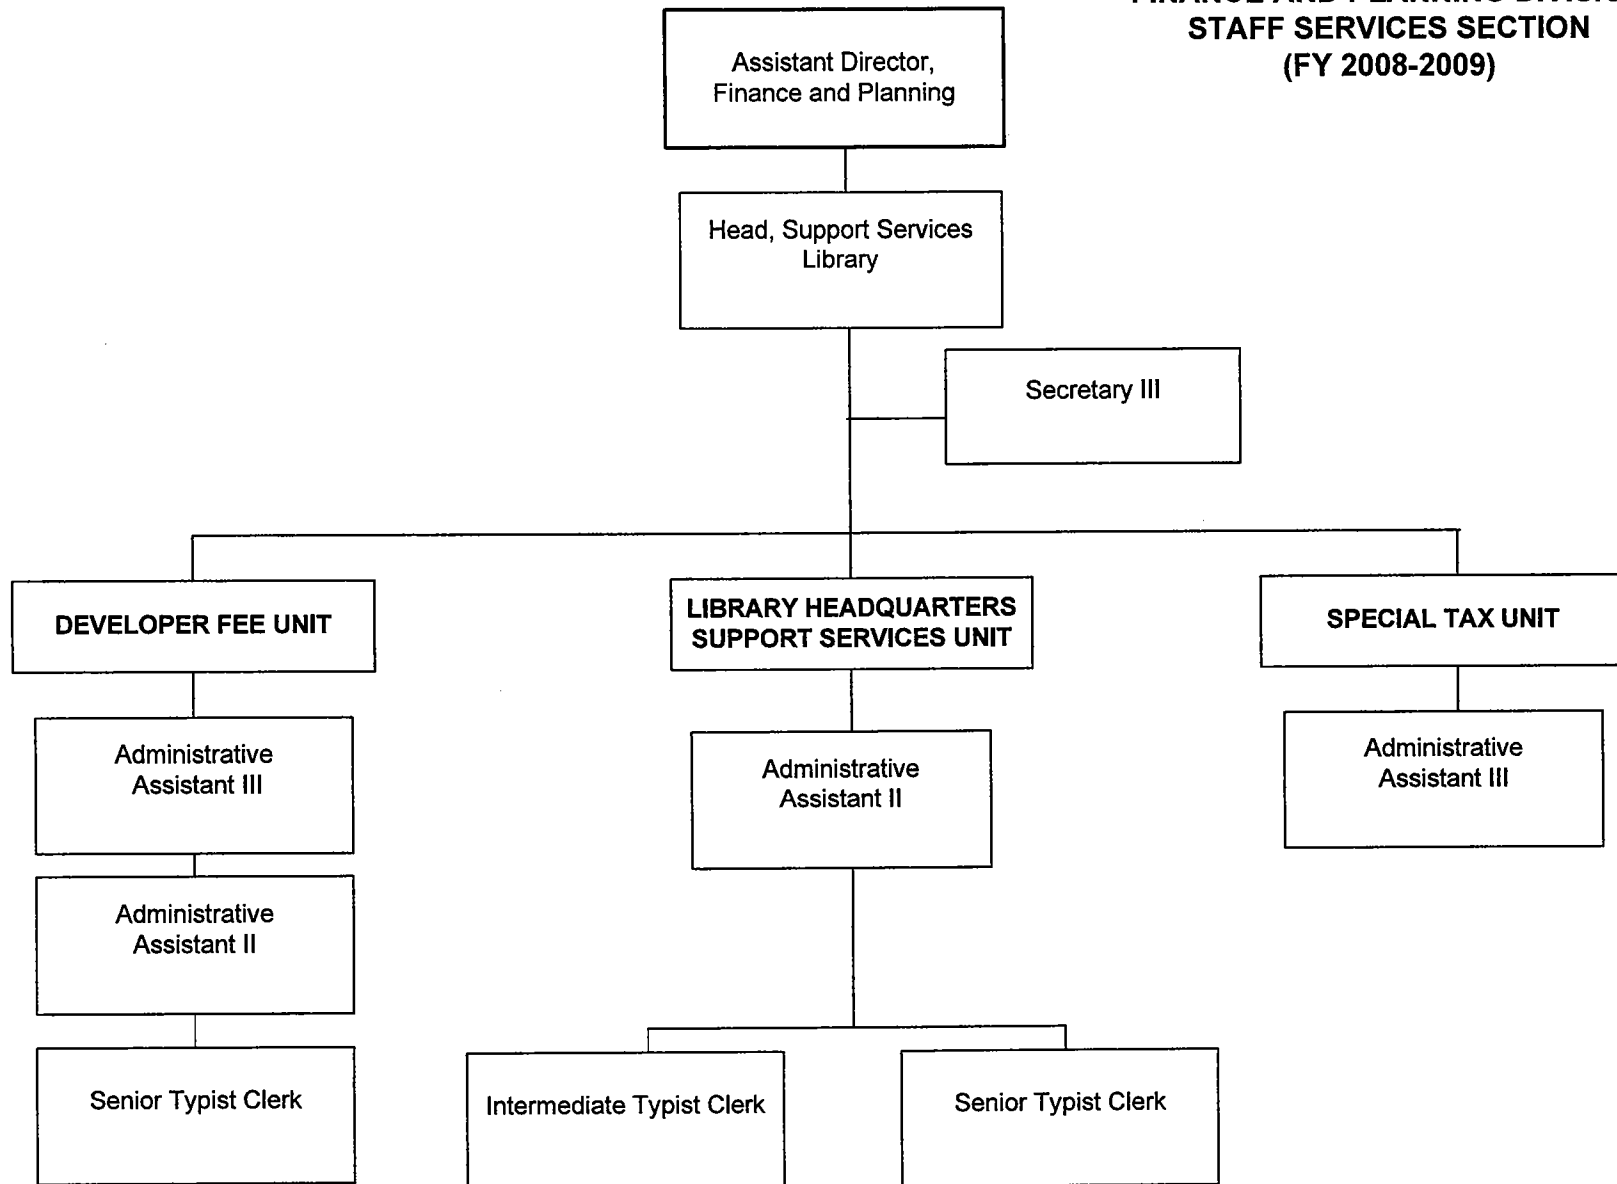 STAFF SERVICES SECTION
(FY 2008-2009)
Assistant Director,
Finance and Planning
Head, Support Services
Library
Secretary III
DEVELOPER FEE UNIT
LIBRARY HEADQUARTERS
SUPPORT SERVICES UNIT
SPECIAL TAX UNIT
Administrative
Assistant III
Administrative
Assistant II
Administrative
Assistant III
Administrative
Assistant II
Senior Typist Clerk
Intermediate Typist Clerk
Senior Typist Clerk